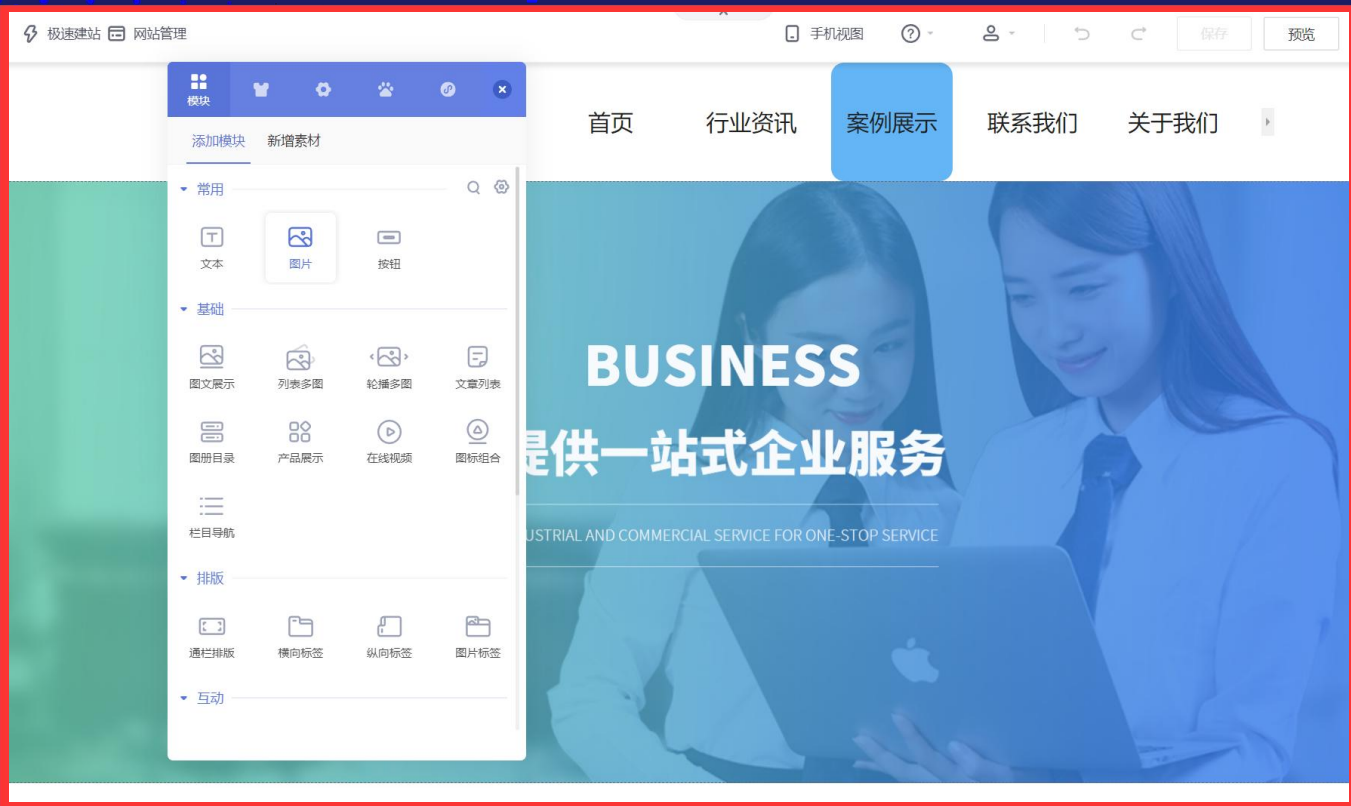 极速建站 网站管理 手机视图 保存 预览
模块
首页 行业资讯 案例展示 联系我们 关于我们
添加模块 新增素材
常用
文本 图片 按钮
基础
图文展示 列表多图 轮播多图 文章列表
图册目录 产品展示 在线视频 图标组合
栏目导航
排版
通栏排版 横向标签 纵向标签 图片标签
互动
BUSINESS
提供一站式企业服务
USTRIAL AND COMMERCIAL SERVICE FOR ONE-STOP SERVICE